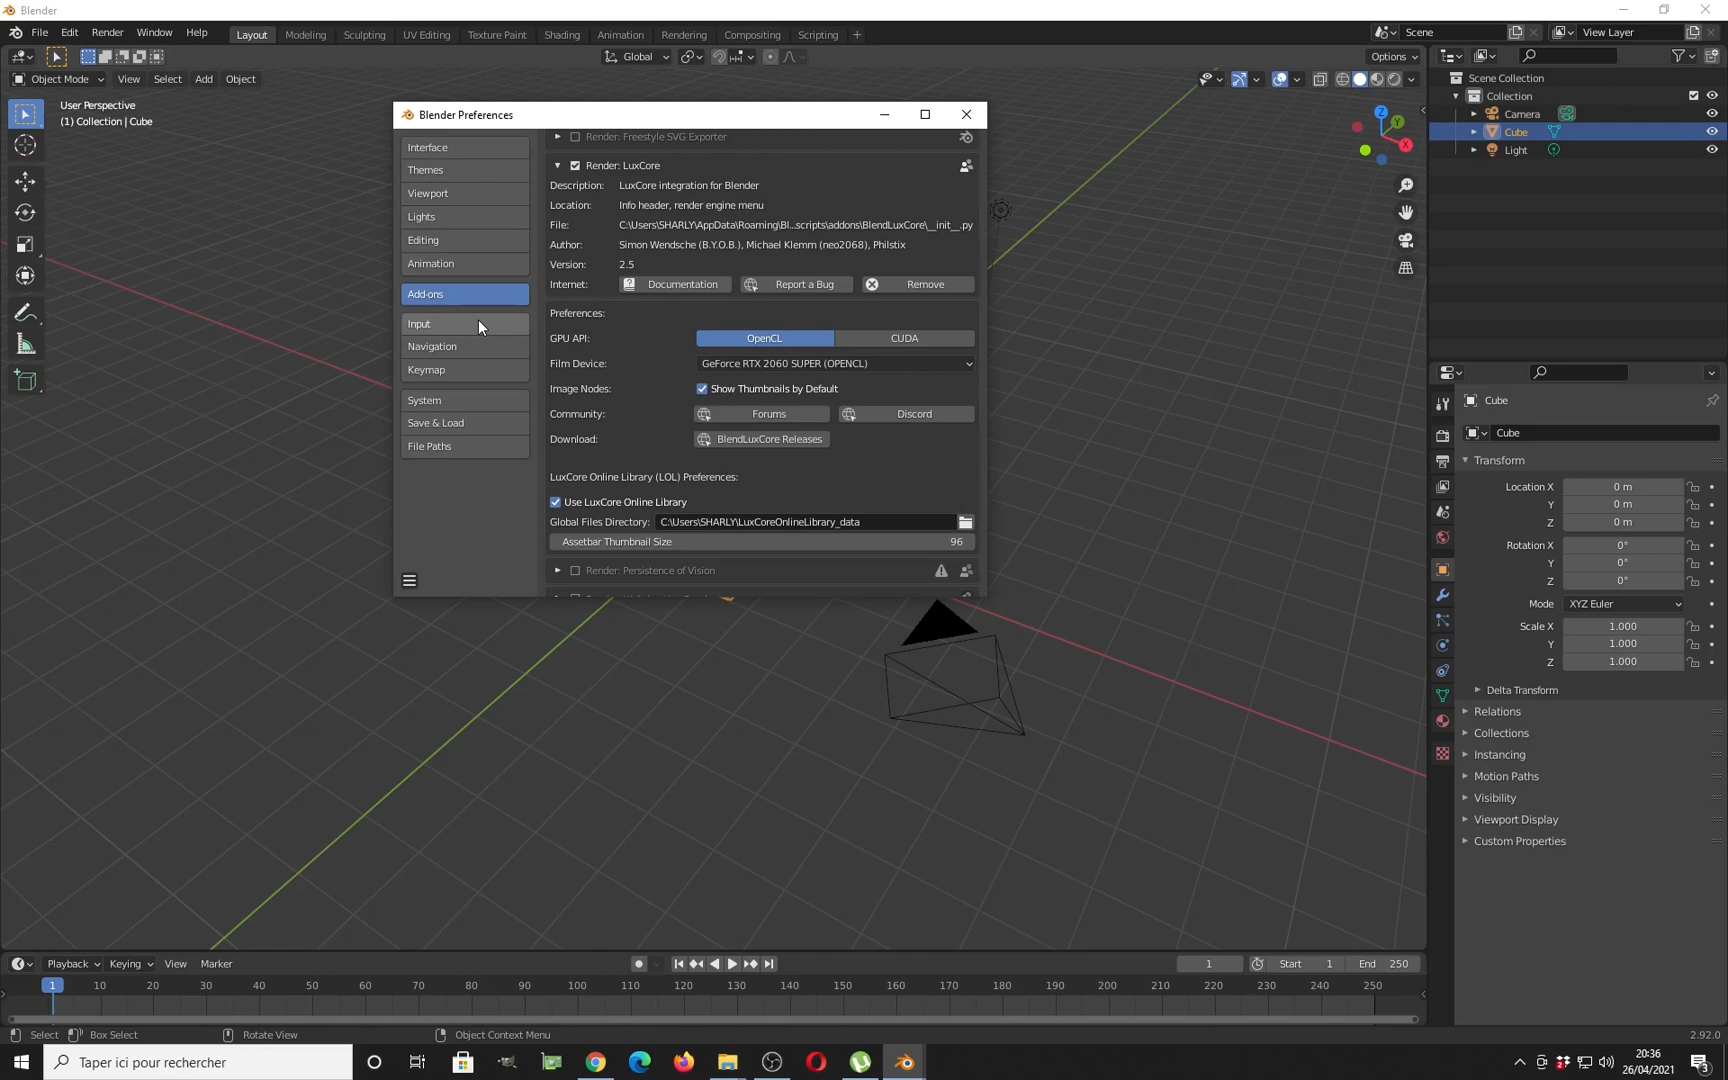 Blender
File Edit Render Window Help Layout Modeling Sculpting UV Editing Texture Paint Shading Animation Rendering Compositing Scripting + Scene View Layer
Global Options
Object Mode View Select Add Object
User Perspective
(1) Collection | Cube
Scene Collection
Collection
Camera
Cube
Light
Blender Preferences
Interface
Themes
Viewport
Lights
Editing
Animation
Add-ons
Input
Navigation
Keymap
System
Save & Load
File Paths
Render: Freestyle SVG Exporter
Render: LuxCore
Description: LuxCore integration for Blender
Location: Info header, render engine menu
File: C:\Users\SHARLY\AppData\Roaming\Bl...scripts\addons\BlendLuxCore\__init__.py
Author: Simon Wendsche (B.Y.O.B.), Michael Klemm (neo2068), Philstix
Version: 2.5
Internet: Documentation Report a Bug Remove
Preferences:
GPU API: OpenCL CUDA
Film Device: GeForce RTX 2060 SUPER (OPENCL)
Image Nodes: Show Thumbnails by Default
Community: Forums Discord
Download: BlendLuxCore Releases
LuxCore Online Library (LOL) Preferences:
Use LuxCore Online Library
Global Files Directory: C:\Users\SHARLY\LuxCoreOnlineLibrary_data
Assetbar Thumbnail Size 96
Render: Persistence of Vision
X
Y
Z
Cube
Cube
Transform
Location X 0 m
Y 0 m
Z 0 m
Rotation X 0°
Y 0°
Z 0°
Mode XYZ Euler
Scale X 1.000
Y 1.000
Z 1.000
Delta Transform
Relations
Collections
Instancing
Motion Paths
Visibility
Viewport Display
Custom Properties
Playback Keying View Marker 1 Start 1 End 250
1 10 20 30 40 50 60 70 80 90 100 110 120 130 140 150 160 170 180 190 200 210 220 230 240 250
Select Box Select Rotate View Object Context Menu 2.92.0
Taper ici pour rechercher
20:36
26/04/2021
3